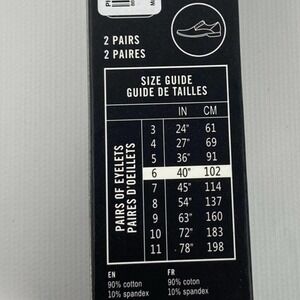 2 PAIRS
2 PAIRES
SIZE GUIDE
GUIDE DE TAILLES
PAIRS OF EYELETS
PAIRES D'OEILLETS
IN CM
3 24" 61
4 27" 69
5 36" 91
6 40" 102
7 45" 114
8 54" 137
9 63" 160
10 72" 183
11 78" 198
EN FR
90% cotton 90% coton
10% spandex 10% spandex